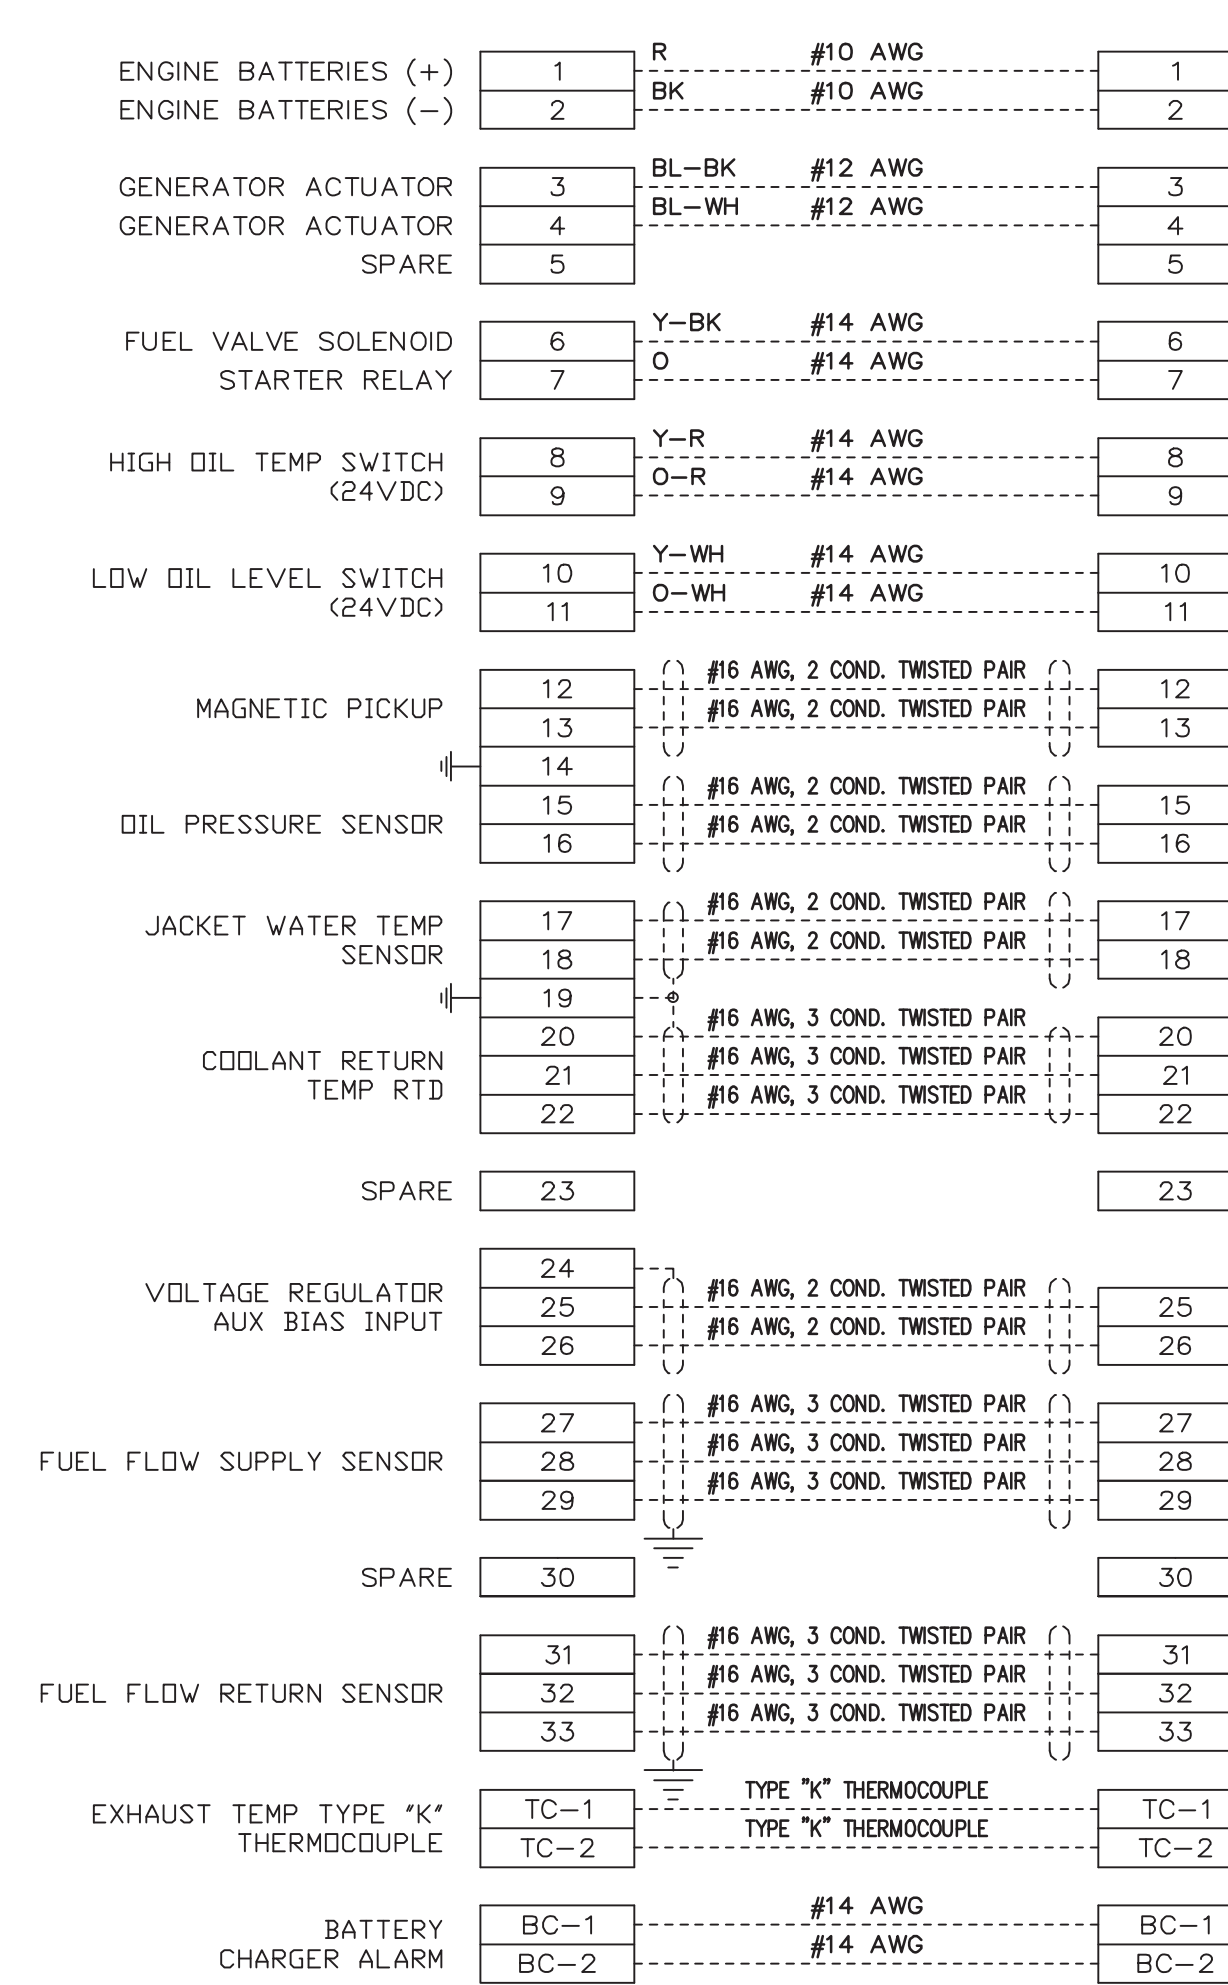 R #10 AWG
ENGINE BATTERIES (+) 1 1
BK #10 AWG
ENGINE BATTERIES (−) 2 2
BL−BK #12 AWG
GENERATOR ACTUATOR 3 3
BL−WH #12 AWG
GENERATOR ACTUATOR 4 4
SPARE 5 5
Y−BK #14 AWG
FUEL VALVE SOLENOID 6 6
O #14 AWG
STARTER RELAY 7 7
Y−R #14 AWG
8 8
HIGH OIL TEMP SWITCH
O−R #14 AWG
(24VDC) 9 9
Y−WH #14 AWG
10 10
LOW OIL LEVEL SWITCH
O−WH #14 AWG
(24VDC) 11 11
#16 AWG, 2 COND. TWISTED PAIR
12 12
MAGNETIC PICKUP #16 AWG, 2 COND. TWISTED PAIR
13 13
14
#16 AWG, 2 COND. TWISTED PAIR
15 15
OIL PRESSURE SENSOR #16 AWG, 2 COND. TWISTED PAIR
16 16
#16 AWG, 2 COND. TWISTED PAIR
JACKET WATER TEMP 17 17
#16 AWG, 2 COND. TWISTED PAIR
SENSOR 18 18
19
#16 AWG, 3 COND. TWISTED PAIR
20 20
COOLANT RETURN #16 AWG, 3 COND. TWISTED PAIR
21 21
TEMP RTD #16 AWG, 3 COND. TWISTED PAIR
22 22
SPARE 23 23
24
VOLTAGE REGULATOR #16 AWG, 2 COND. TWISTED PAIR
25 25
AUX BIAS INPUT #16 AWG, 2 COND. TWISTED PAIR
26 26
#16 AWG, 3 COND. TWISTED PAIR
27 27
#16 AWG, 3 COND. TWISTED PAIR
FUEL FLOW SUPPLY SENSOR 28 28
#16 AWG, 3 COND. TWISTED PAIR
29 29
SPARE 30 30
#16 AWG, 3 COND. TWISTED PAIR
31 31
#16 AWG, 3 COND. TWISTED PAIR
FUEL FLOW RETURN SENSOR 32 32
#16 AWG, 3 COND. TWISTED PAIR
33 33
TYPE "K" THERMOCOUPLE
EXHAUST TEMP TYPE "K" TC−1 TC−1
TYPE "K" THERMOCOUPLE
THERMOCOUPLE TC−2 TC−2
#14 AWG
BATTERY BC−1 BC−1
#14 AWG
CHARGER ALARM BC−2 BC−2